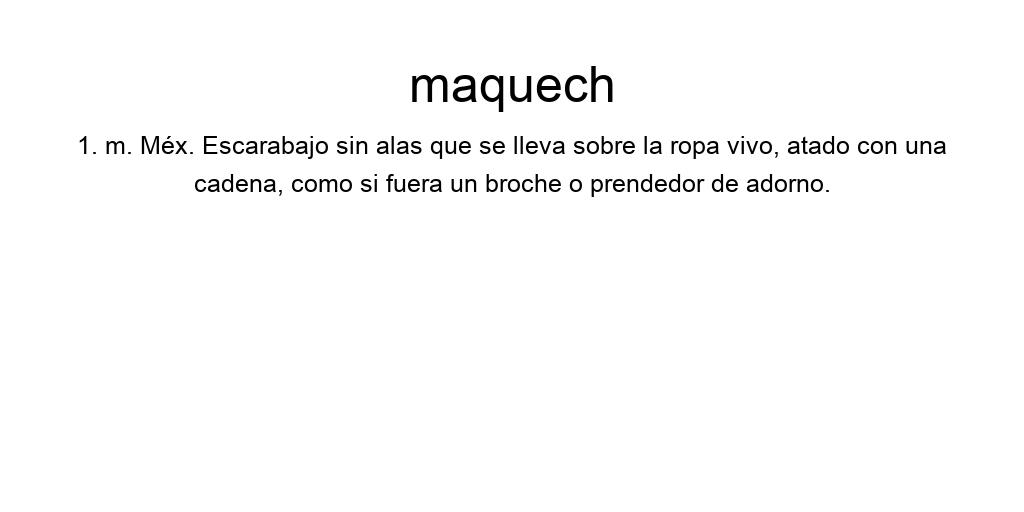 maquech
1. m. Méx. Escarabajo sin alas que se lleva sobre la ropa vivo, atado con una
cadena, como si fuera un broche o prendedor de adorno.